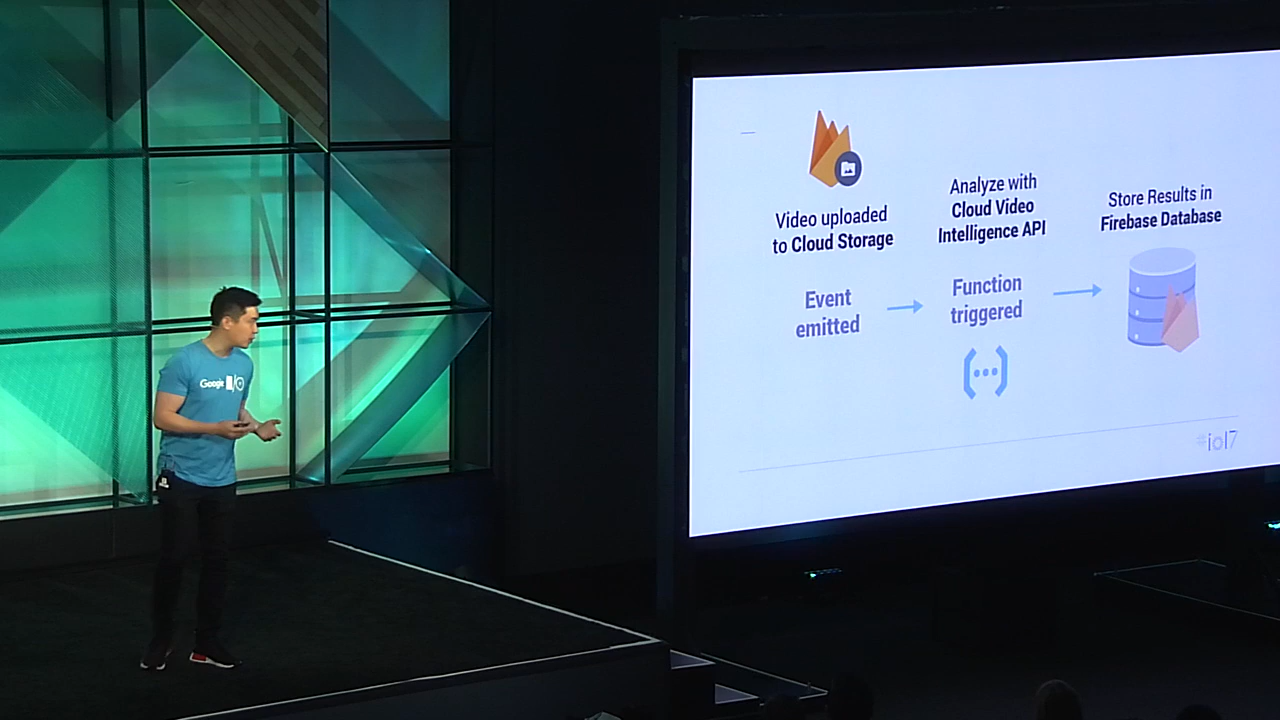 Google I/O
Video uploaded
to Cloud Storage
Event
emitted
Analyze with
Cloud Video
Intelligence API
Function
triggered
Store Results in
Firebase Database
#io17